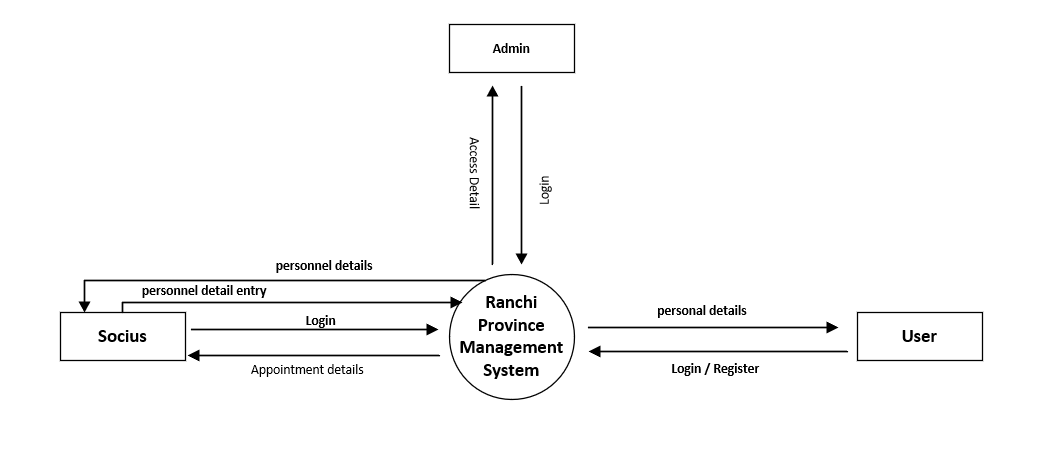 Admin
Access Detail
Login
personnel details
personnel detail entry
Login
Appointment details
Socius
Ranchi
Province
Management
System
personal details
Login / Register
User